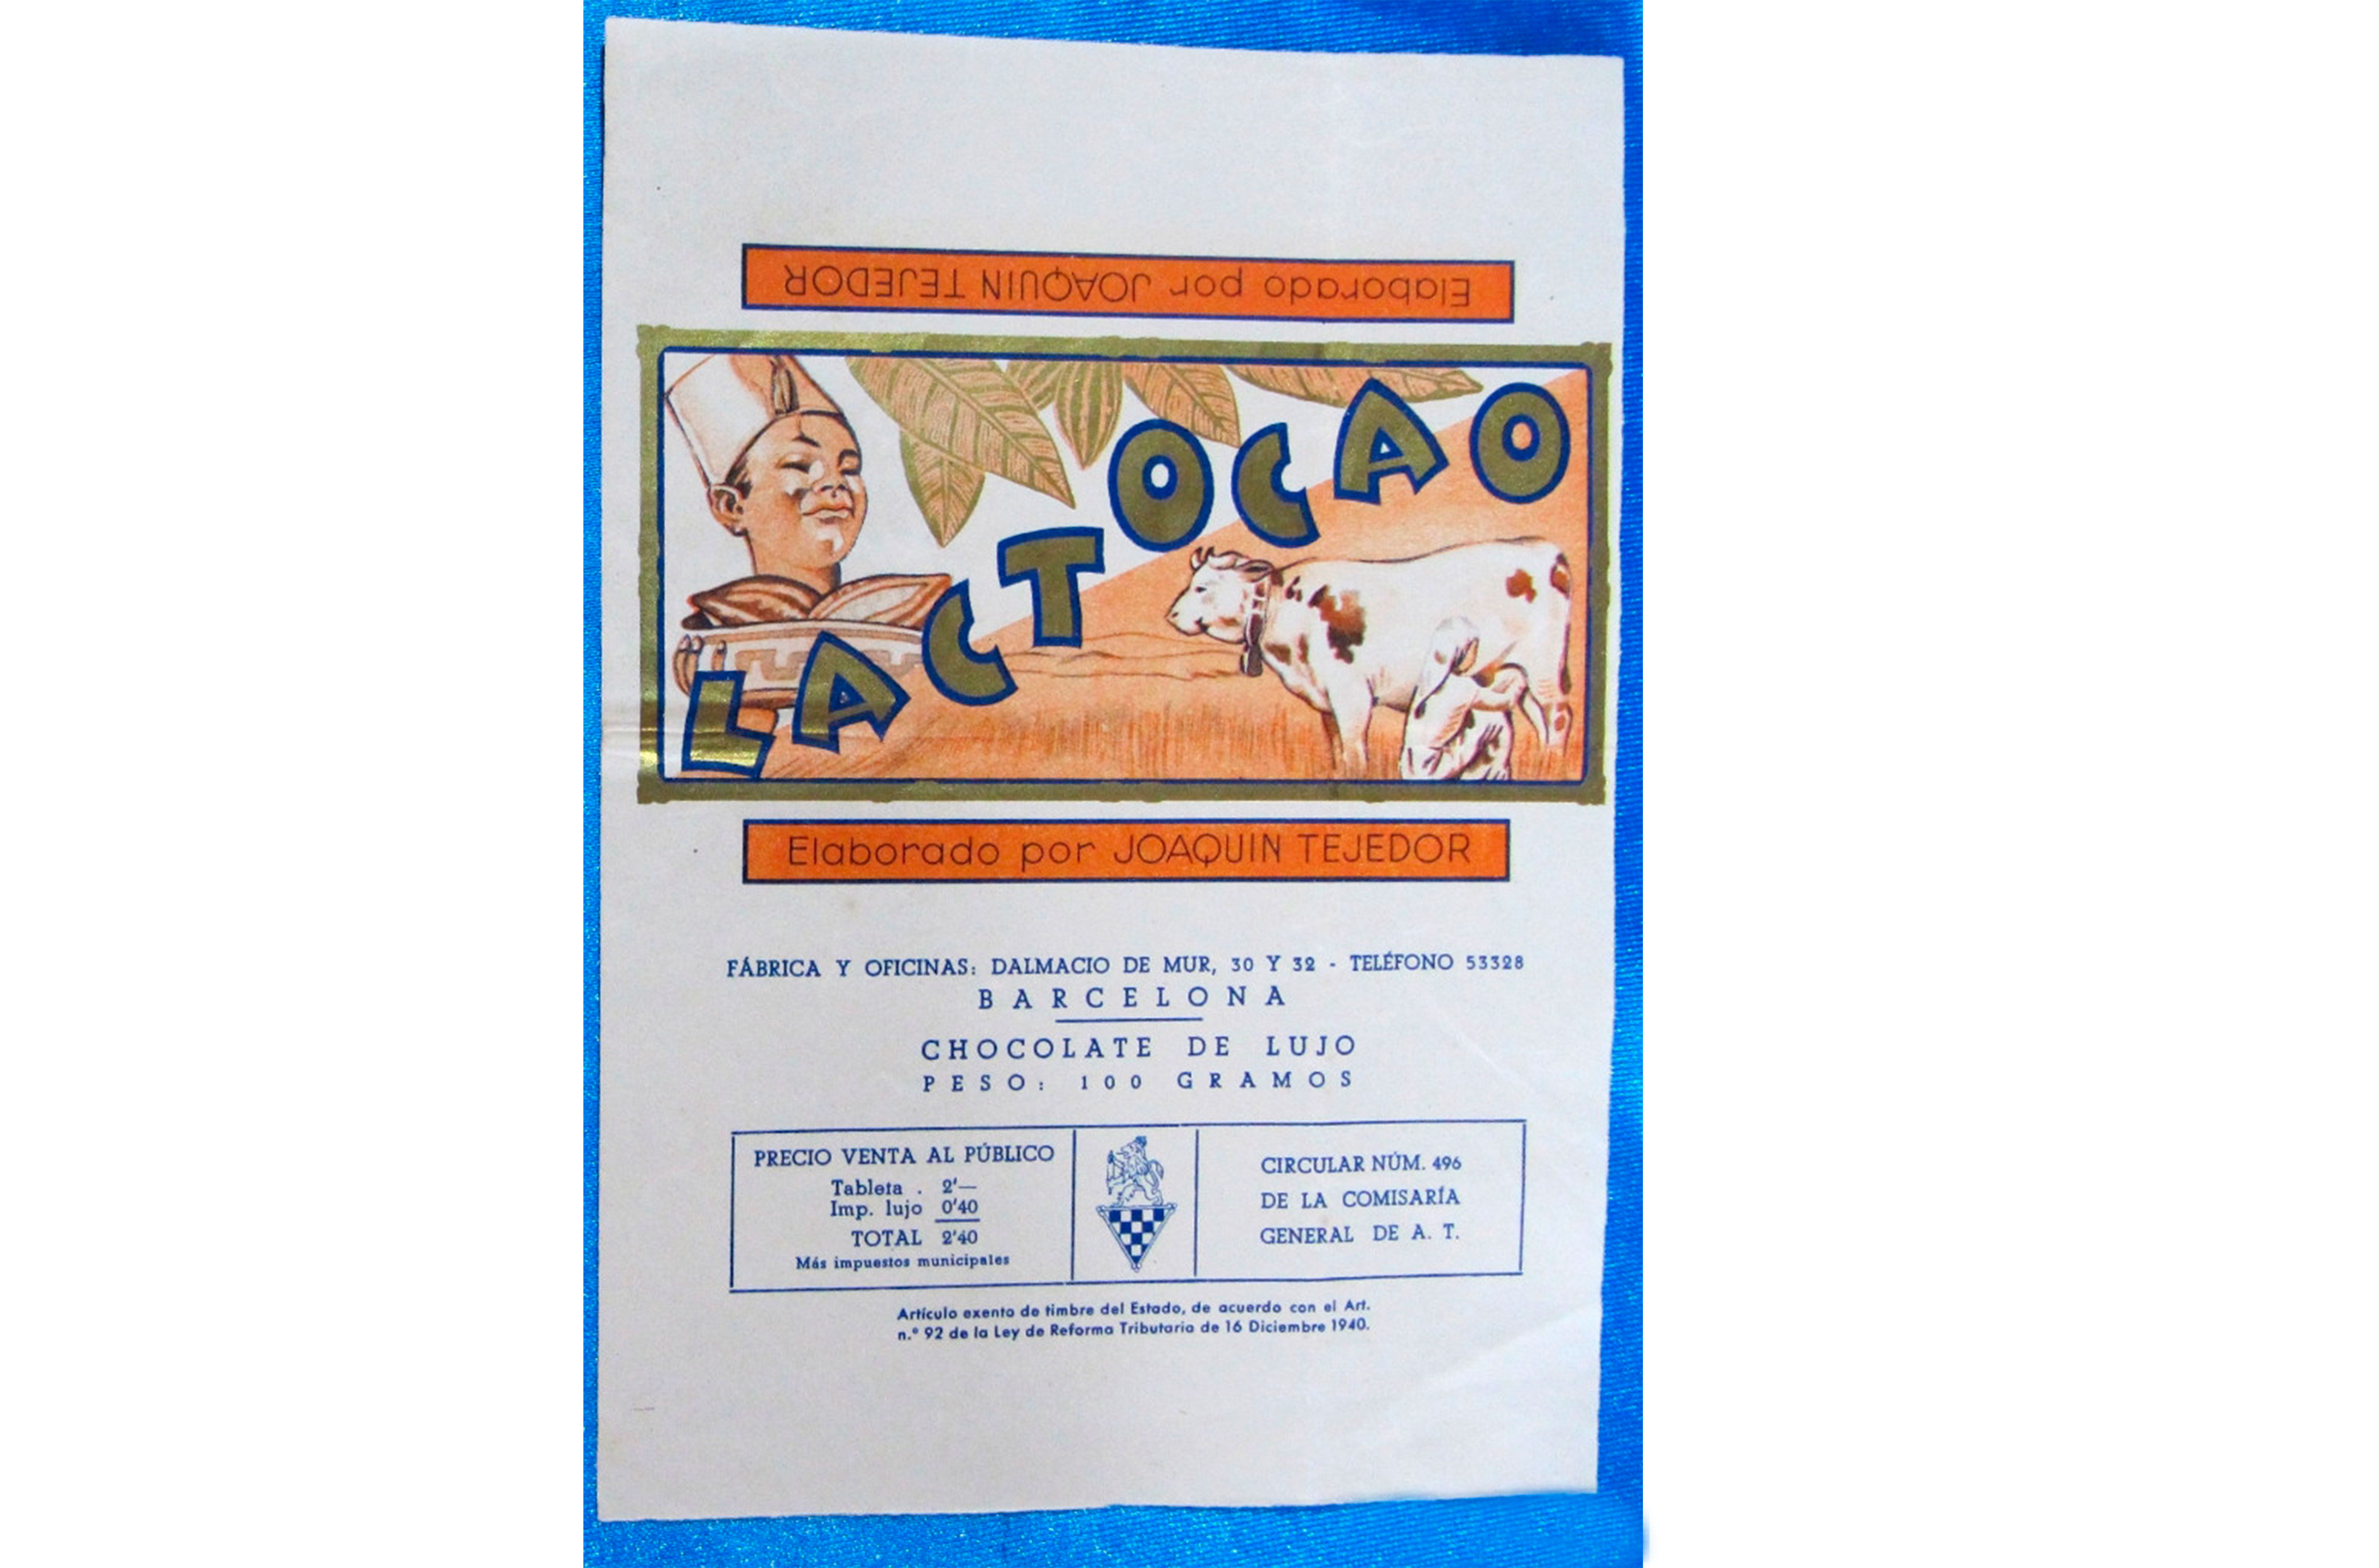 Elaborado por JOAQUIN TEJEDOR
LACTOCAO
Elaborado por JOAQUIN TEJEDOR
FÁBRICA Y OFICINAS: DALMACIO DE MUR, 30 Y 32 - TELÉFONO 53328
BARCELONA
CHOCOLATE DE LUJO
PESO: 100 GRAMOS
PRECIO VENTA AL PÚBLICO
Tableta . 2'—
Imp. lujo 0'40
TOTAL 2'40
Más impuestos municipales
CIRCULAR NÚM. 496
DE LA COMISARÍA
GENERAL DE A. T.
Artículo exento de timbre del Estado, de acuerdo con el Art.
n.º 92 de la Ley de Reforma Tributaria de 16 Diciembre 1940.